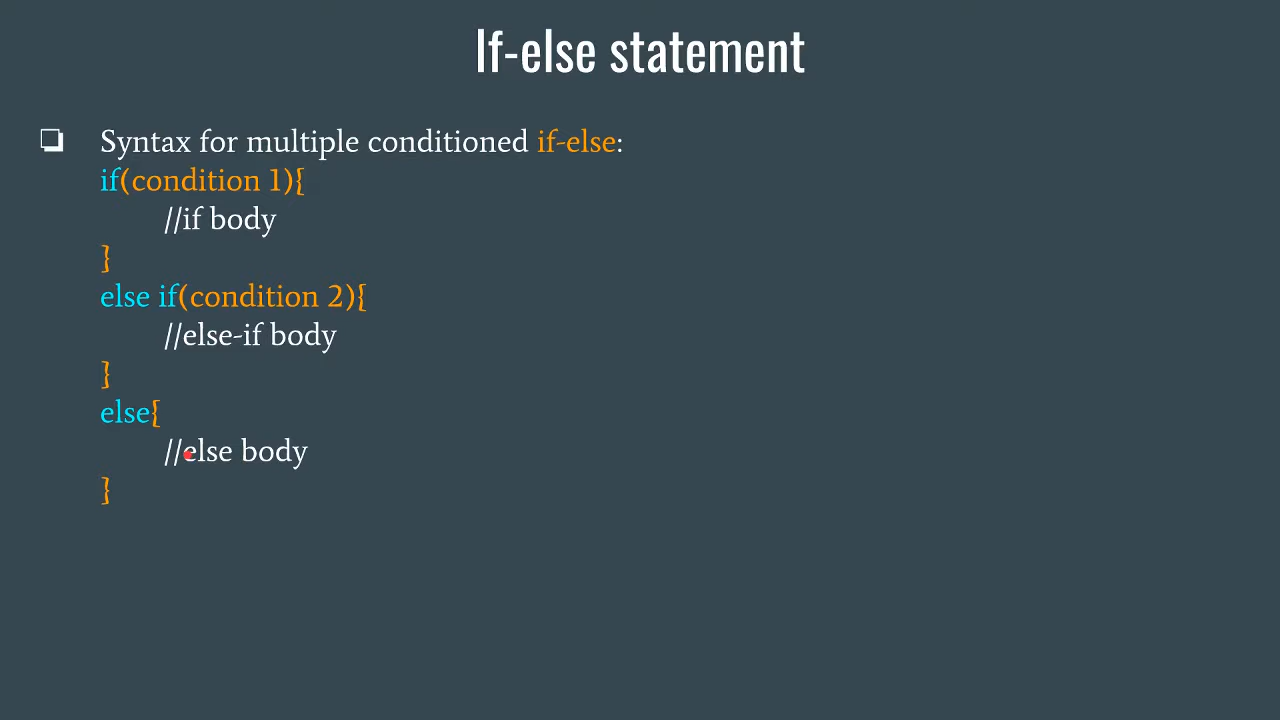 If-else statement
Syntax for multiple conditioned if-else:
if(condition 1){
//if body
}
else if(condition 2){
//else-if body
}
else{
//else body
}